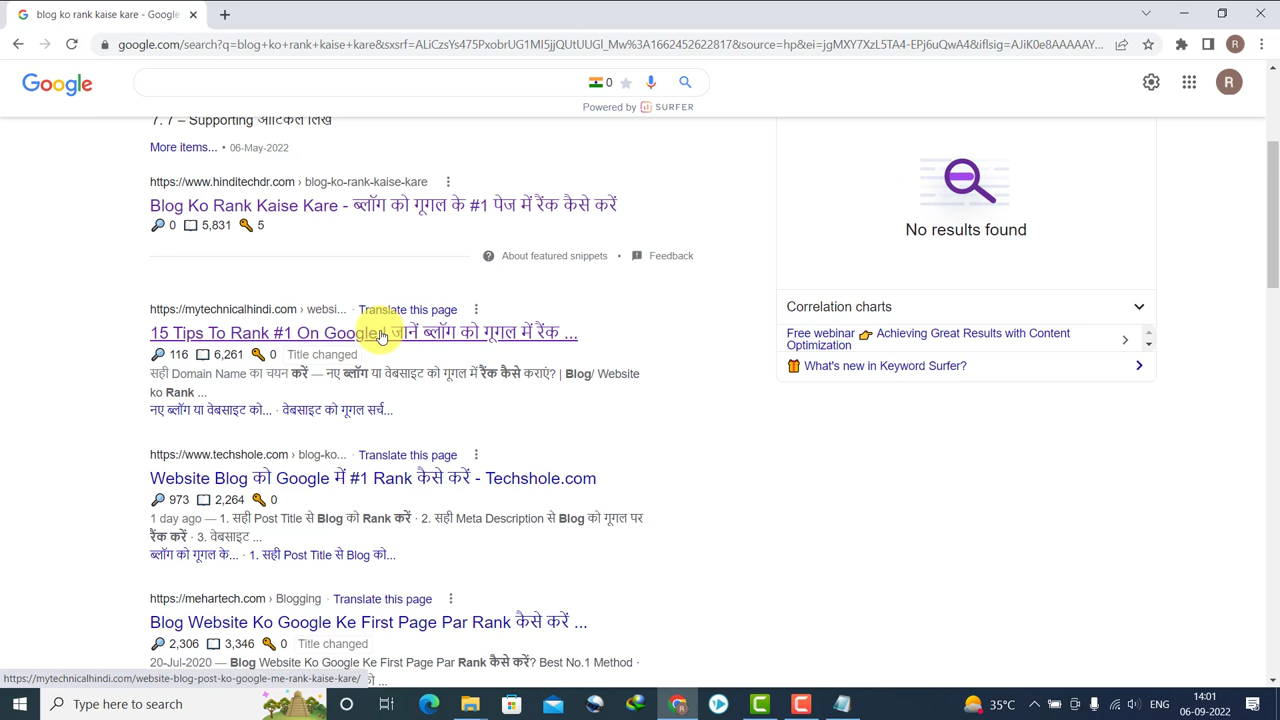 blog ko rank kaise kare - Google
google.com/search?q=blog+ko+rank+kaise+kare&sxsrf=ALiCzsYs475PxobrUG1MI5jjQUtUUGl_Mw%3A1662452622817&source=hp&ei=jgMXY7XzL5TA4-EPj6uQwA4&iflsig=AJiK0e8AAAAAY...
R
Google
0
Powered by SURFER
R
7. 7 – Supporting आर्टिकल लिखे
More items... • 06-May-2022
https://www.hinditechdr.com › blog-ko-rank-kaise-kare
Blog Ko Rank Kaise Kare - ब्लॉग को गूगल के #1 पेज में रैंक कैसे करें
0 5,831 5
About featured snippets • Feedback
https://mytechnicalhindi.com › websi... · Translate this page
15 Tips To Rank #1 On Google जानें ब्लॉग को गूगल में रैंक ...
116 6,261 0 Title changed
सही Domain Name का चयन करें — नए ब्लॉग या वेबसाइट को गूगल में रैंक कैसे कराएं? | Blog/ Website
ko Rank ...
नए ब्लॉग या वेबसाइट को... · वेबसाइट को गूगल सर्च...
https://www.techshole.com › blog-ko... · Translate this page
Website Blog को Google में #1 Rank कैसे करें - Techshole.com
973 2,264 0
1 day ago — 1. सही Post Title से Blog को Rank करें · 2. सही Meta Description से Blog को गूगल पर
रैंक करें · 3. वेबसाइट ...
ब्लॉग को गूगल के... · 1. सही Post Title से Blog को...
https://mehartech.com › Blogging · Translate this page
Blog Website Ko Google Ke First Page Par Rank कैसे करें ...
2,306 3,346 0 Title changed
20-Jul-2020 — Blog Website Ko Google Ke First Page Par Rank कैसे करें? Best No.1 Method ·
No results found
Correlation charts
Free webinar 👉 Achieving Great Results with Content
Optimization
What's new in Keyword Surfer?
https://mytechnicalhindi.com/website-blog-post-ko-google-me-rank-kaise-kare/
Type here to search
35°C
ENG
14:01
06-09-2022